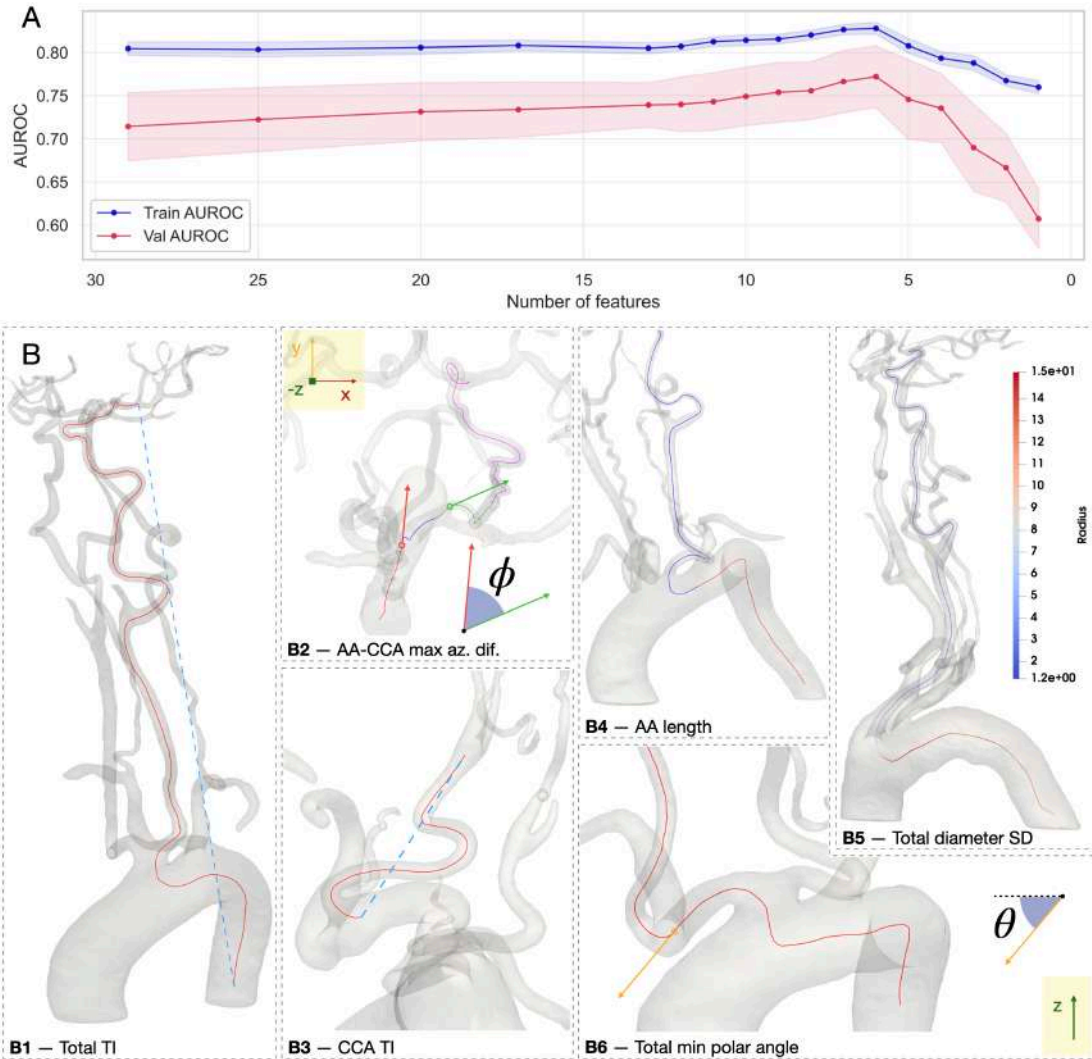 A
0.80
0.75
0.70
0.65
0.60
AUROC
Train AUROC
Val AUROC
30 25 20 15 10 5 0
Number of features
B
B1 — Total TI
y
-z
x
ϕ
B2 — AA-CCA max az. dif.
B3 — CCA TI
B4 — AA length
1.5e+01
14
13
12
11
10
9
8
7
6
5
4
3
2
1.2e+00
Radius
B5 — Total diameter SD
θ
z
B6 — Total min polar angle